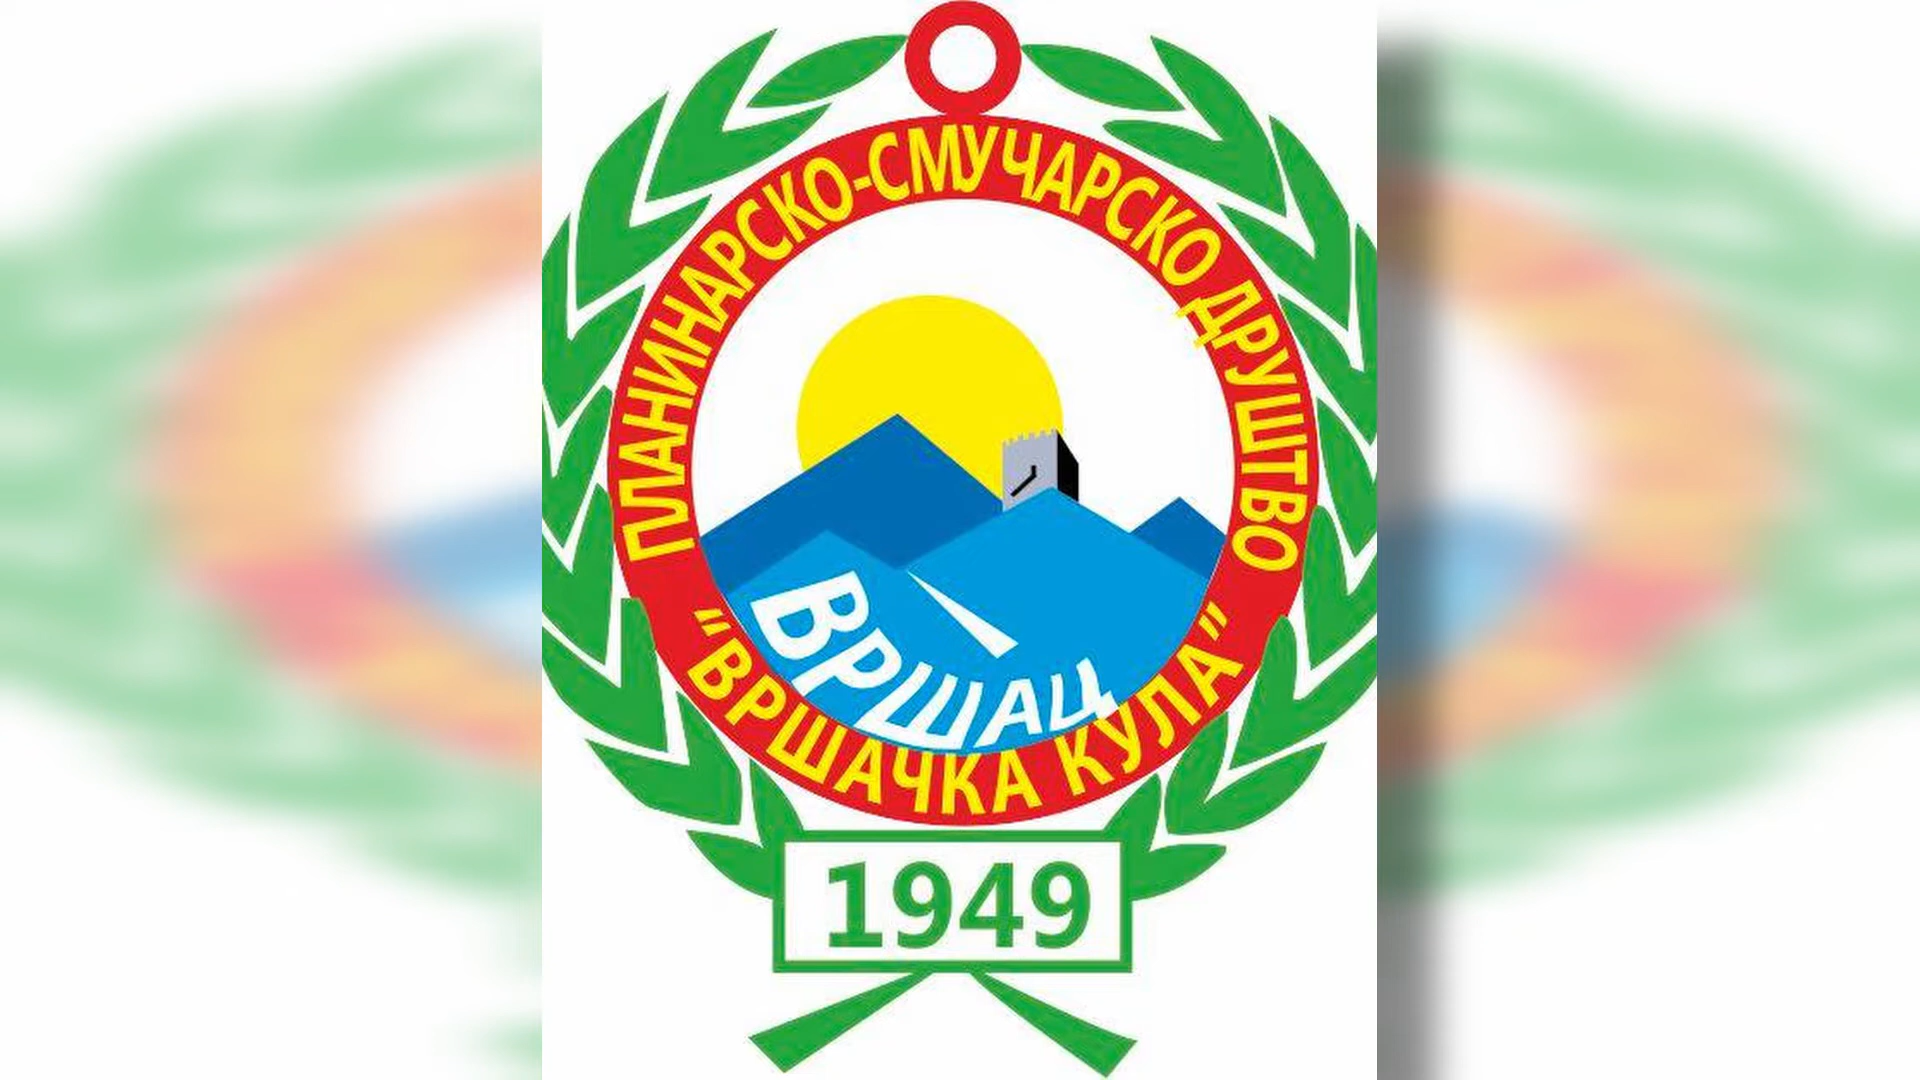 ПЛАНИНАРСКО-СМУЧАРСКО ДРУШТВО
ВРШАЦ
“ВРШАЧКА КУЛА”
1949